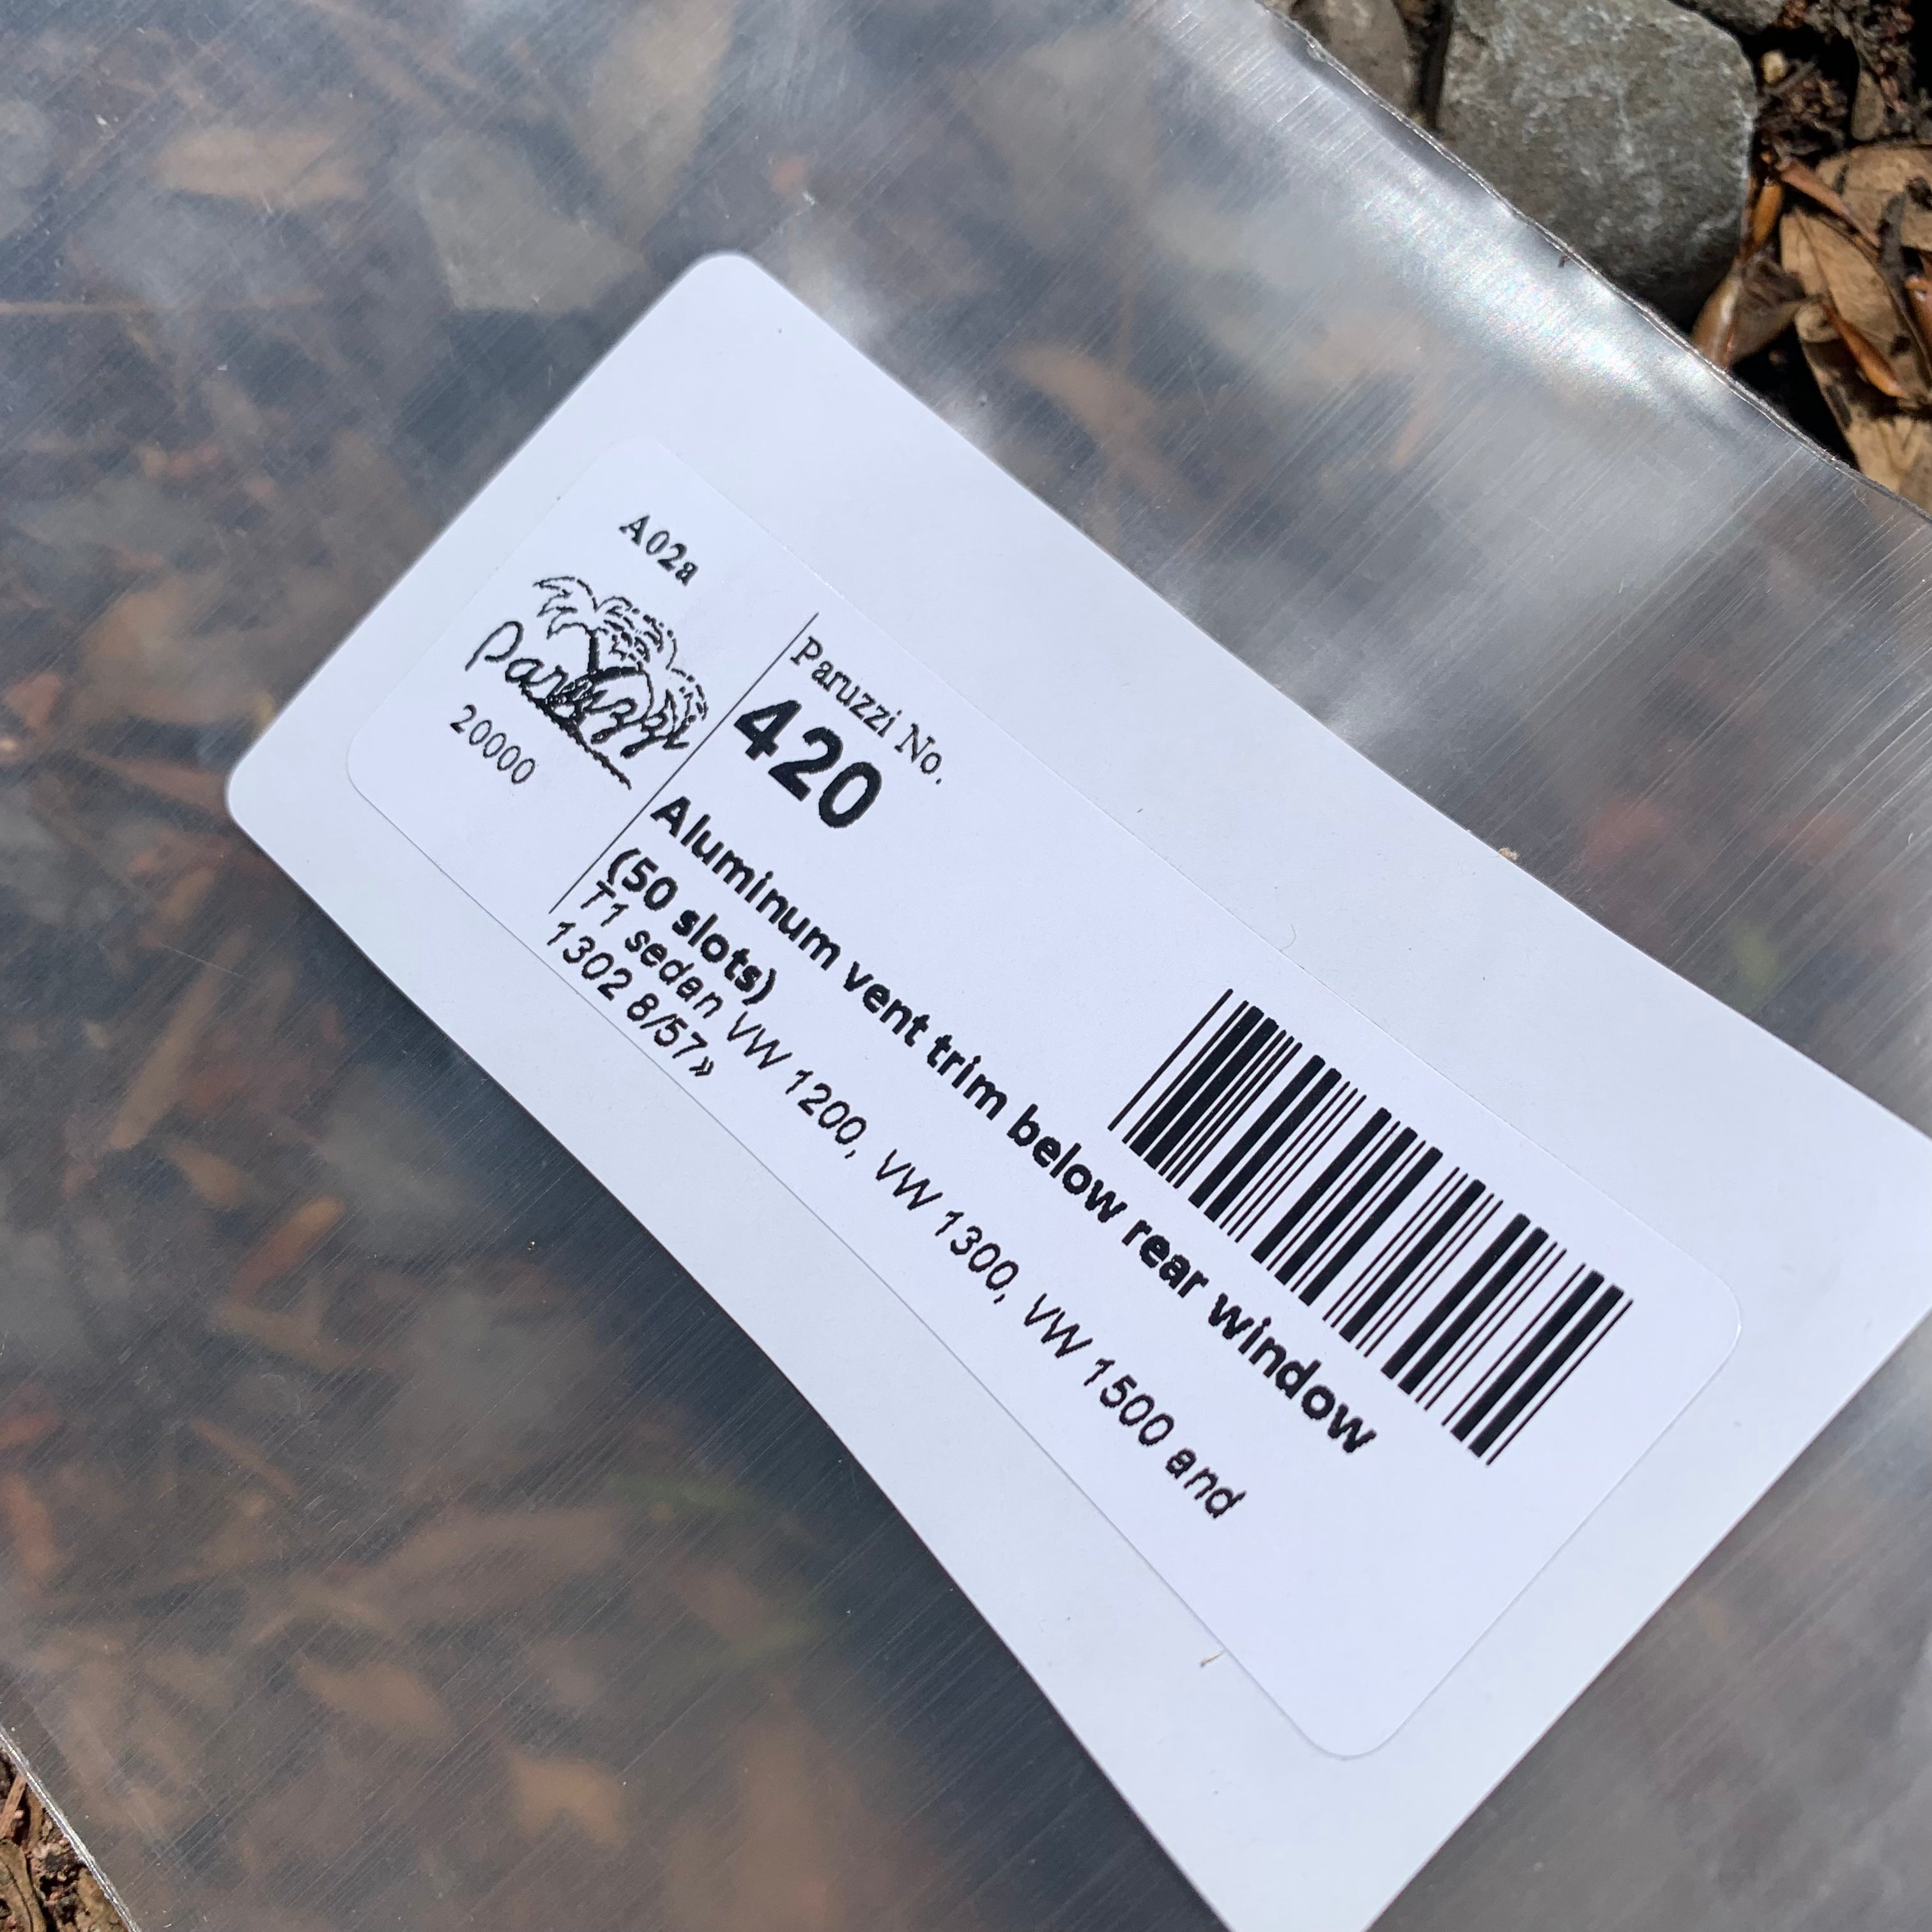 A02a
Paruzzi
20000
Paruzzi No.
420
Aluminum vent trim below rear window
(50 slots)
T1 sedan VW 1200, VW 1300, VW 1500 and
1302 8/57»